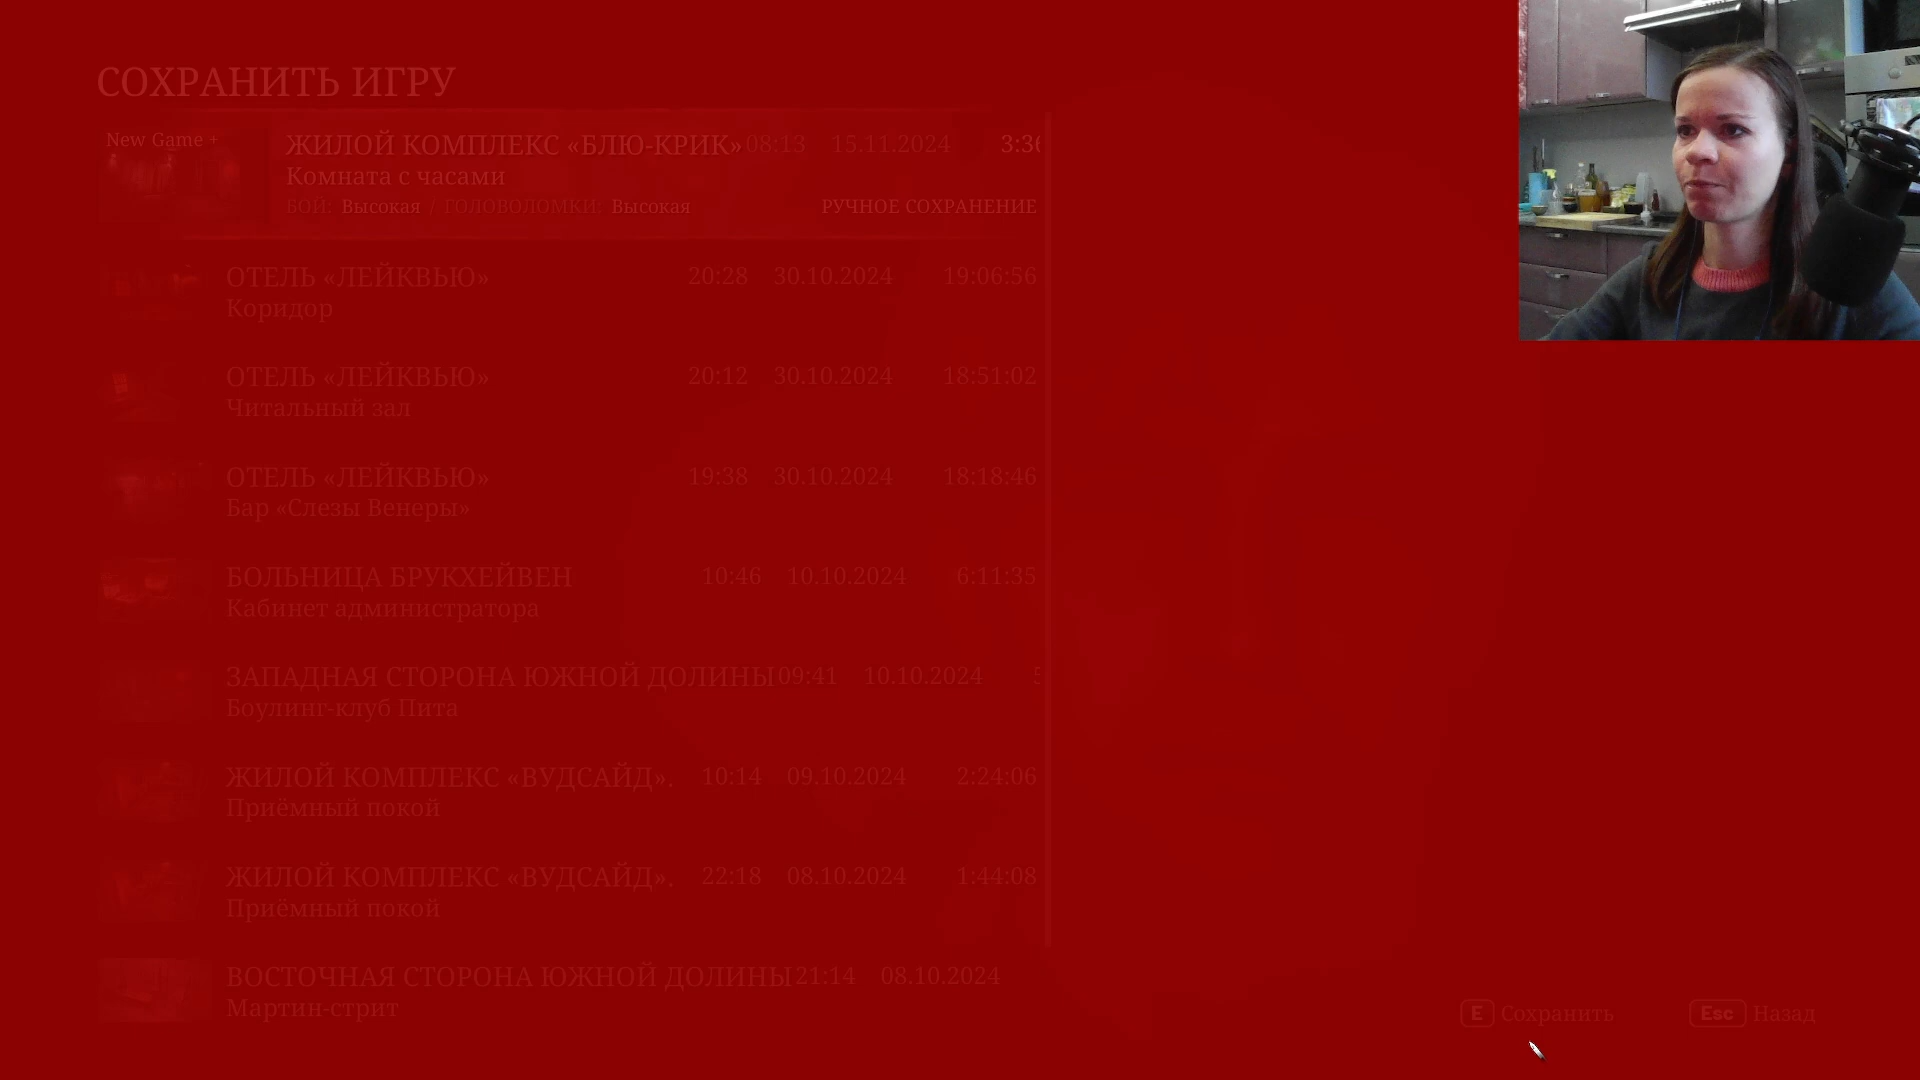 СОХРАНИТЬ ИГРУ
New Game +
ЖИЛОЙ КОМПЛЕКС «БЛЮ-КРИК» 08:13 15.11.2024 3:36
Комната с часами
БОЙ: Высокая / ГОЛОВОЛОМКИ: Высокая РУЧНОЕ СОХРАНЕНИЕ
ОТЕЛЬ «ЛЕЙКВЬЮ» 20:28 30.10.2024 19:06:56
Коридор
ОТЕЛЬ «ЛЕЙКВЬЮ» 20:12 30.10.2024 18:51:02
Читальный зал
ОТЕЛЬ «ЛЕЙКВЬЮ» 19:38 30.10.2024 18:18:46
Бар «Слезы Венеры»
БОЛЬНИЦА БРУКХЕЙВЕН 10:46 10.10.2024 6:11:35
Кабинет администратора
ЗАПАДНАЯ СТОРОНА ЮЖНОЙ ДОЛИНЫ 09:41 10.10.2024
Боулинг-клуб Пита
ЖИЛОЙ КОМПЛЕКС «ВУДСАЙД». 10:14 09.10.2024 2:24:06
Приёмный покой
ЖИЛОЙ КОМПЛЕКС «ВУДСАЙД». 22:18 08.10.2024 1:44:08
Приёмный покой
ВОСТОЧНАЯ СТОРОНА ЮЖНОЙ ДОЛИНЫ 21:14 08.10.2024
Мартин-стрит
E Сохранить Esc Назад